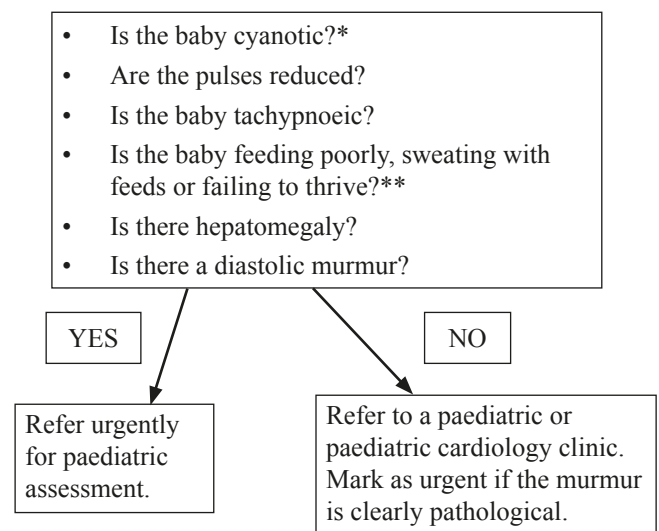 • Is the baby cyanotic?*
• Are the pulses reduced?
• Is the baby tachypnoeic?
• Is the baby feeding poorly, sweating with
feeds or failing to thrive?**
• Is there hepatomegaly?
• Is there a diastolic murmur?
YES
NO
Refer urgently
for paediatric
assessment.
Refer to a paediatric or
paediatric cardiology clinic.
Mark as urgent if the murmur
is clearly pathological.